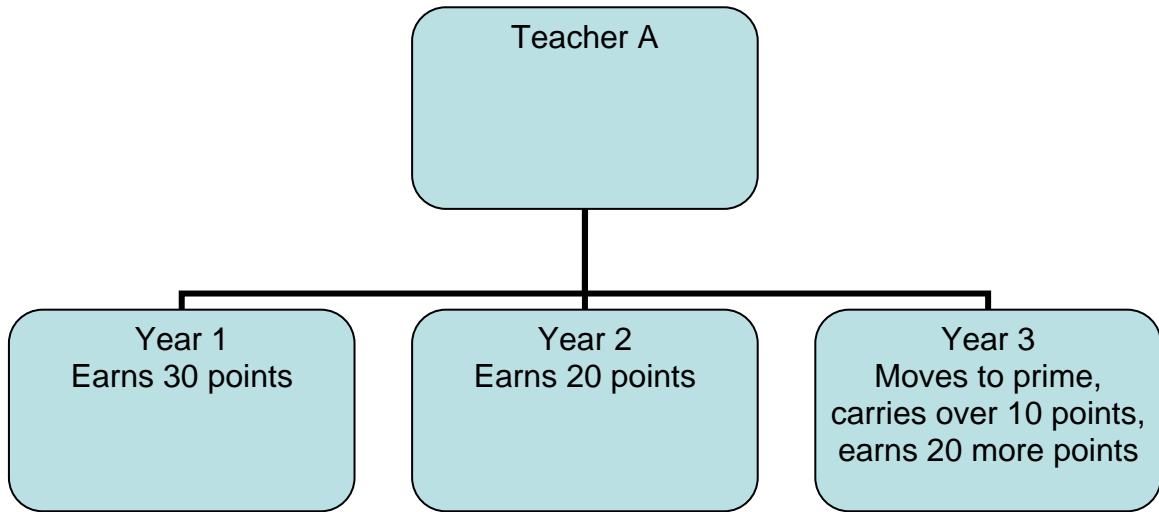 Teacher A
Year 1
Earns 30 points
Year 2
Earns 20 points
Year 3
Moves to prime,
carries over 10 points,
earns 20 more points